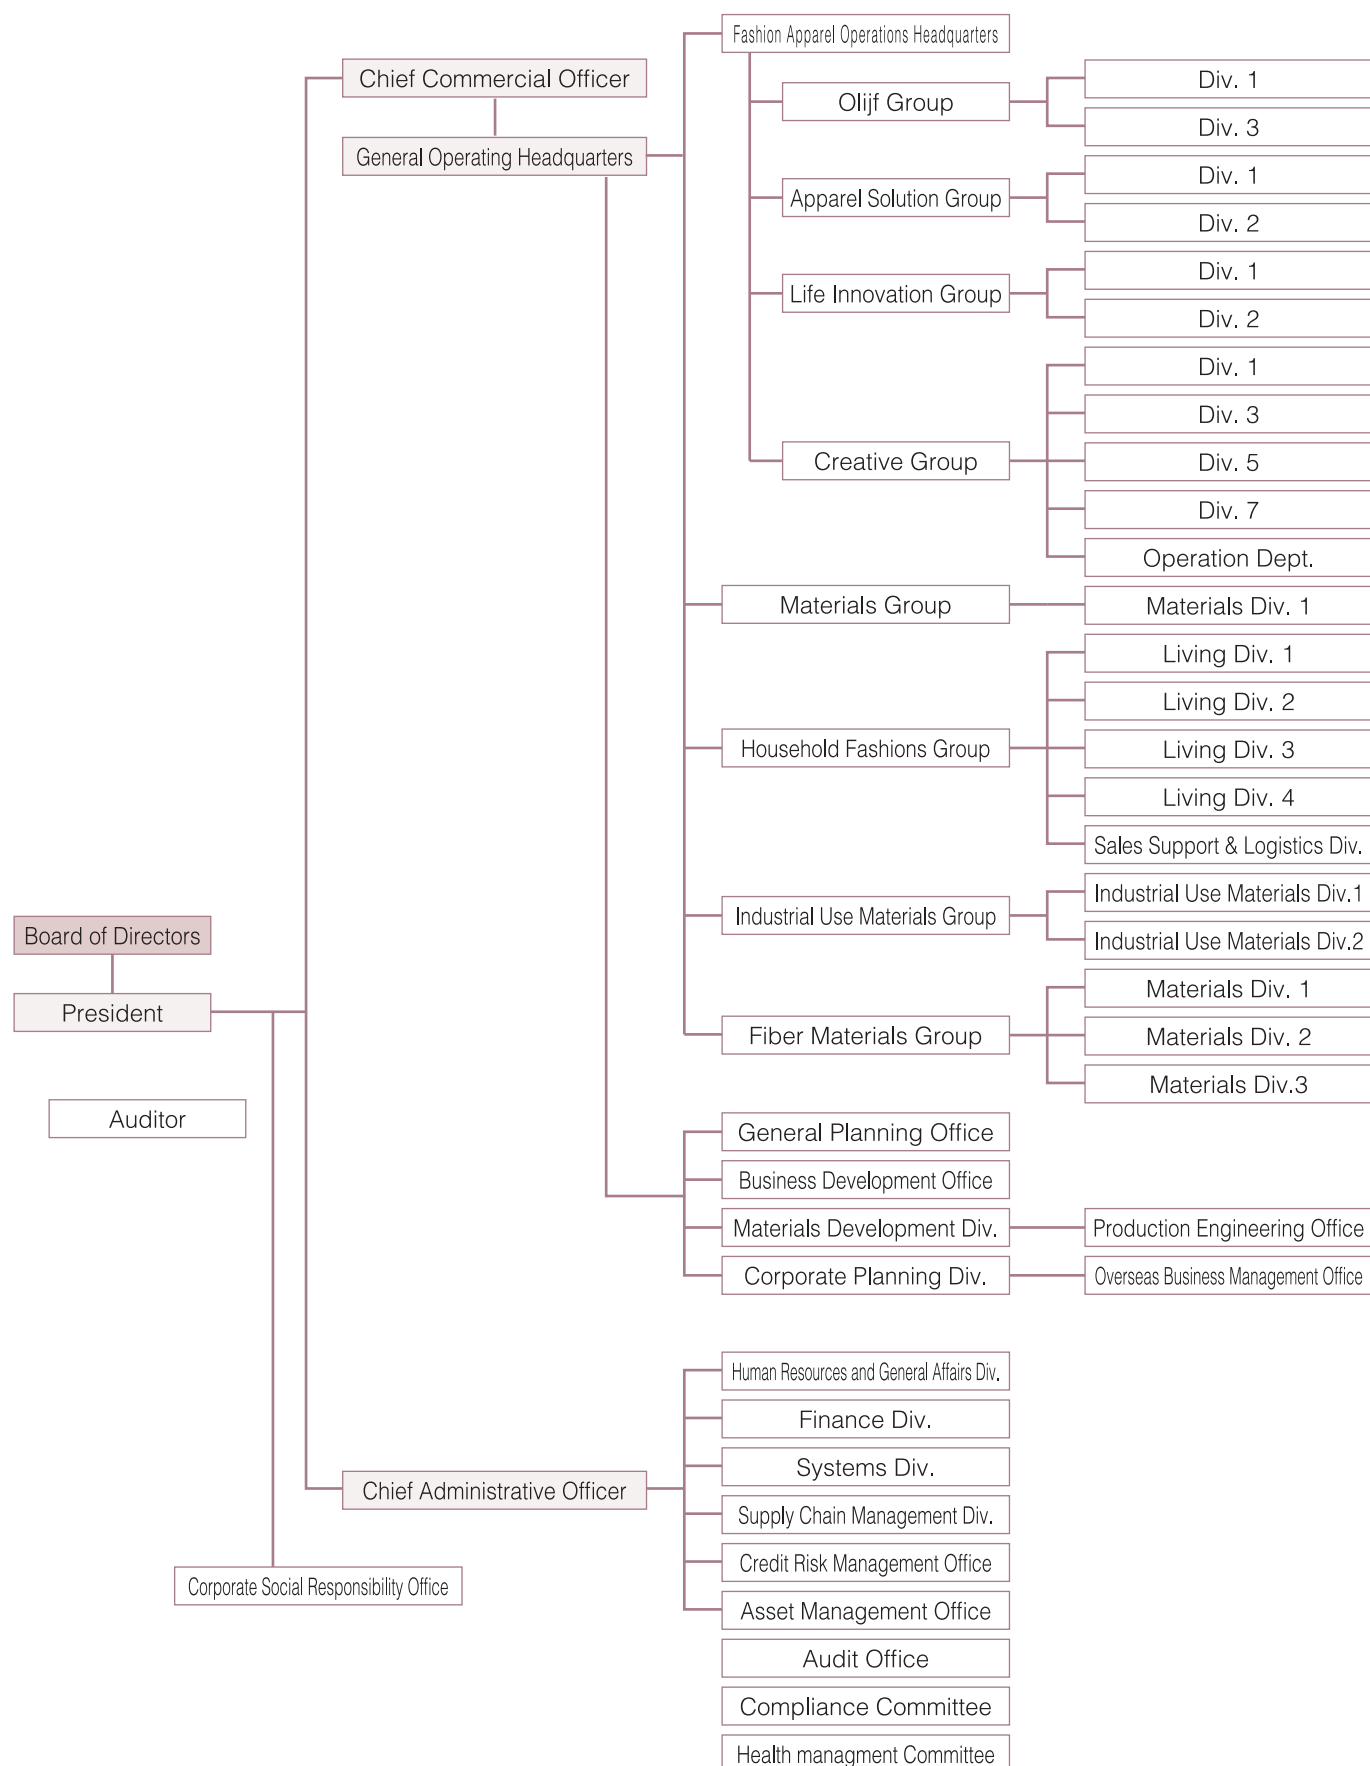 Fashion Apparel Operations Headquarters
Chief Commercial Officer
General Operating Headquarters
Olijf Group
Div. 1
Div. 3
Apparel Solution Group
Div. 1
Div. 2
Life Innovation Group
Div. 1
Div. 2
Creative Group
Div. 1
Div. 3
Div. 5
Div. 7
Operation Dept.
Materials Group
Materials Div. 1
Household Fashions Group
Living Div. 1
Living Div. 2
Living Div. 3
Living Div. 4
Sales Support & Logistics Div.
Industrial Use Materials Group
Industrial Use Materials Div.1
Industrial Use Materials Div.2
Board of Directors
President
Fiber Materials Group
Materials Div. 1
Materials Div. 2
Materials Div.3
Auditor
General Planning Office
Business Development Office
Materials Development Div.
Production Engineering Office
Corporate Planning Div.
Overseas Business Management Office
Human Resources and General Affairs Div.
Finance Div.
Systems Div.
Chief Administrative Officer
Supply Chain Management Div.
Credit Risk Management Office
Corporate Social Responsibility Office
Asset Management Office
Audit Office
Compliance Committee
Health managment Committee